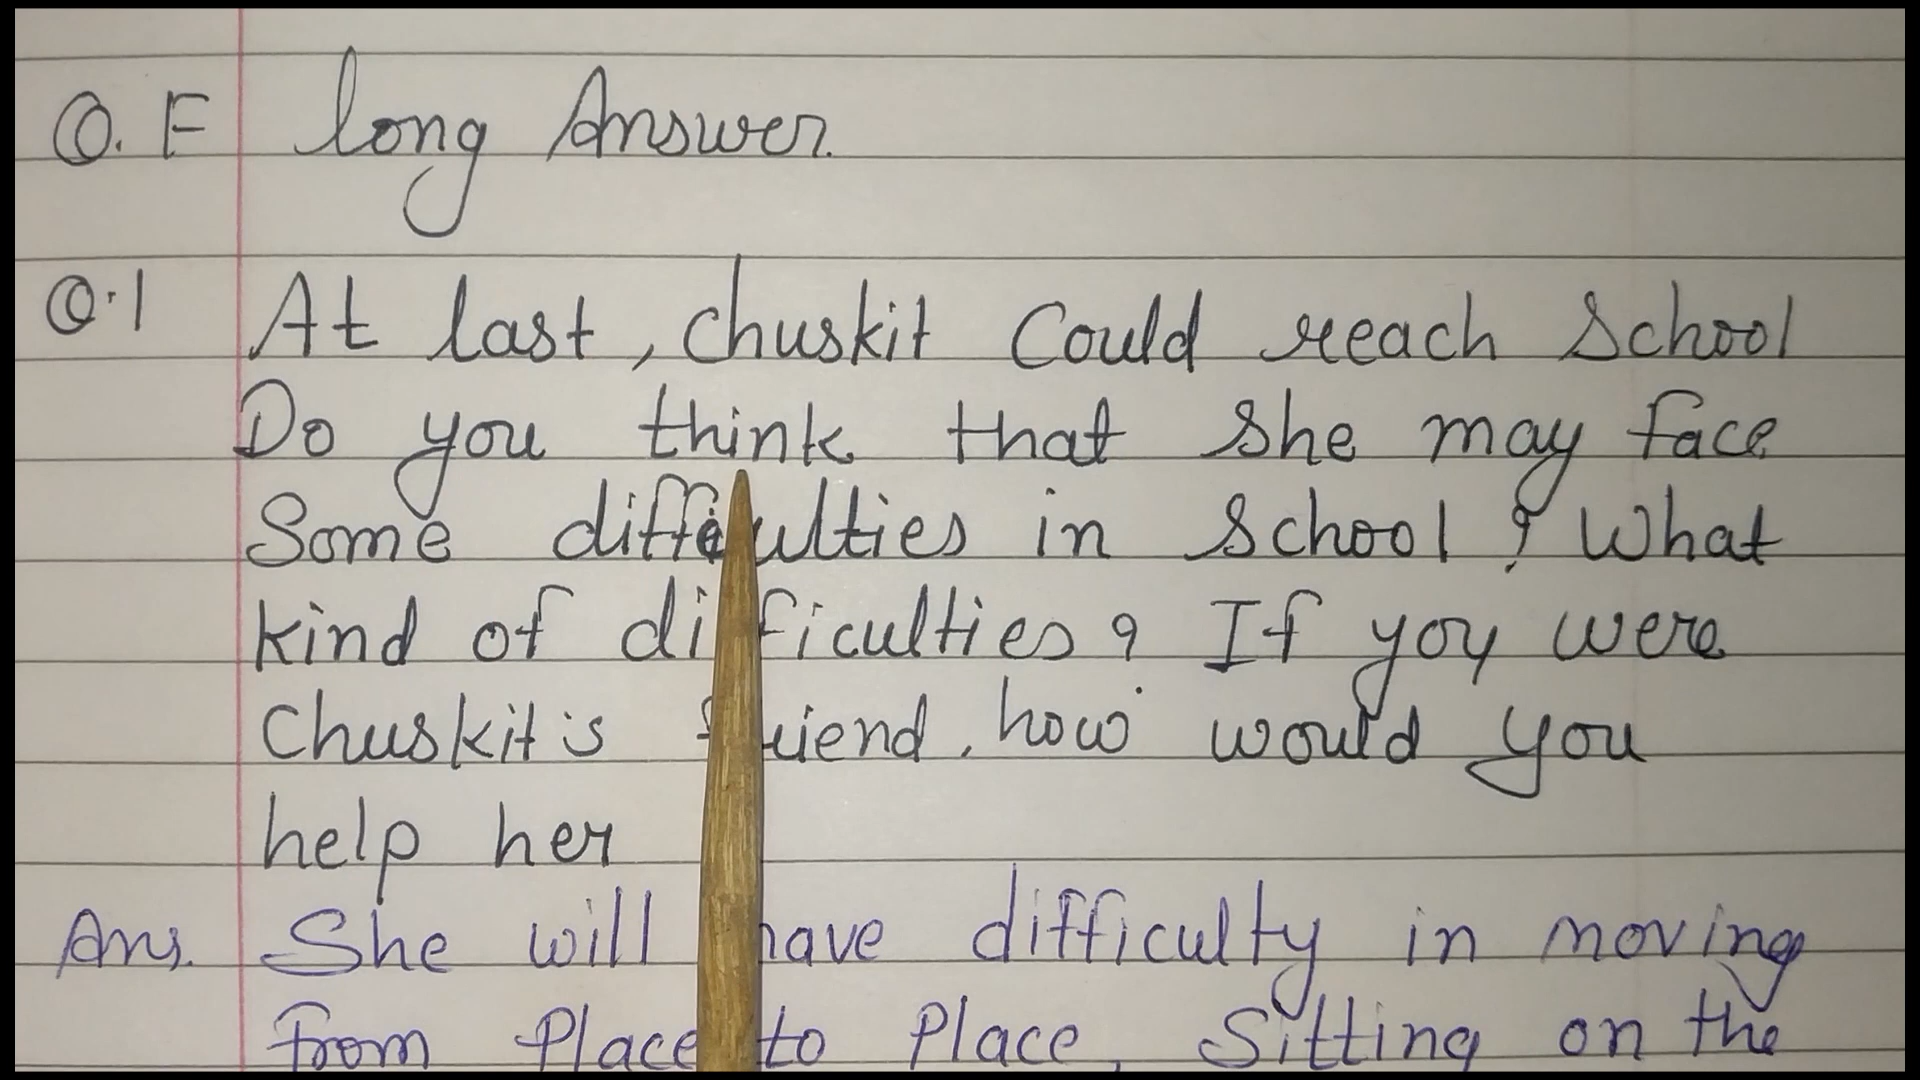 Q.F long Answer.
Q.1 At last, chuskit Could reach School
Do you think that She may face
Some difficulties in School ? What
kind of difficulties ? If yoy were
Chuskit's friend, how would you
help her
Ans. She will have difficulty in moving
from Place to Place, Sitting on the